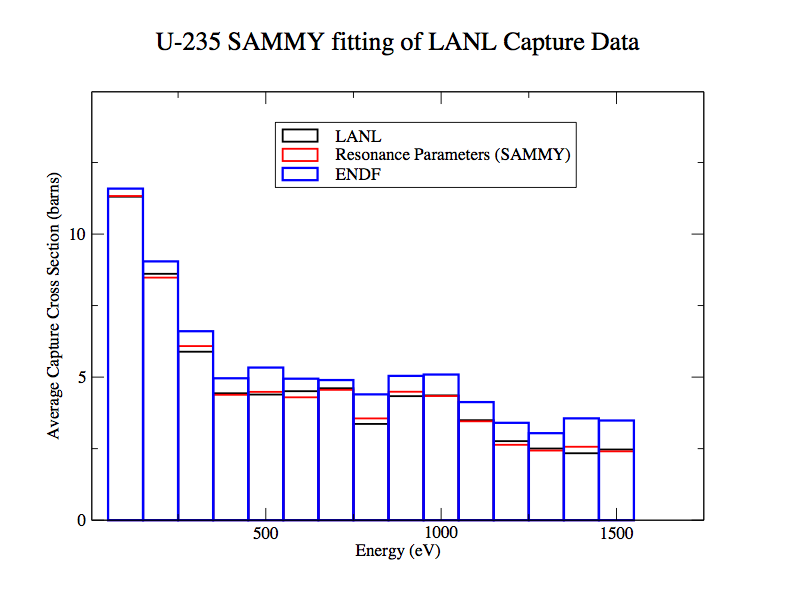 U-235 SAMMY fitting of LANL Capture Data
LANL
Resonance Parameters (SAMMY)
ENDF
Average Capture Cross Section (barns)
10
5
0
500
1000
1500
Energy (eV)